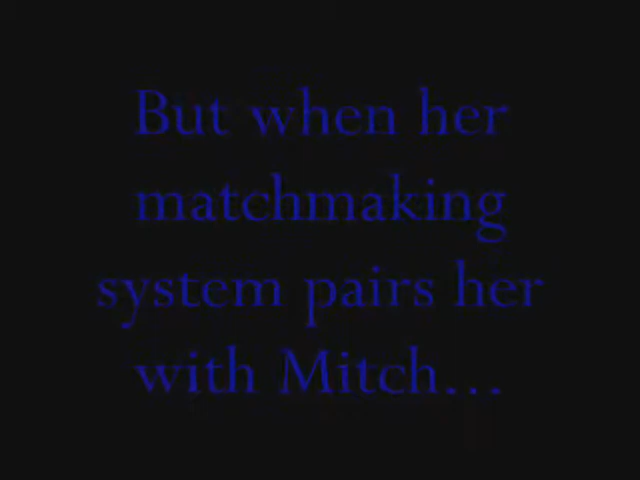 But when her
matchmaking
system pairs her
with Mitch...